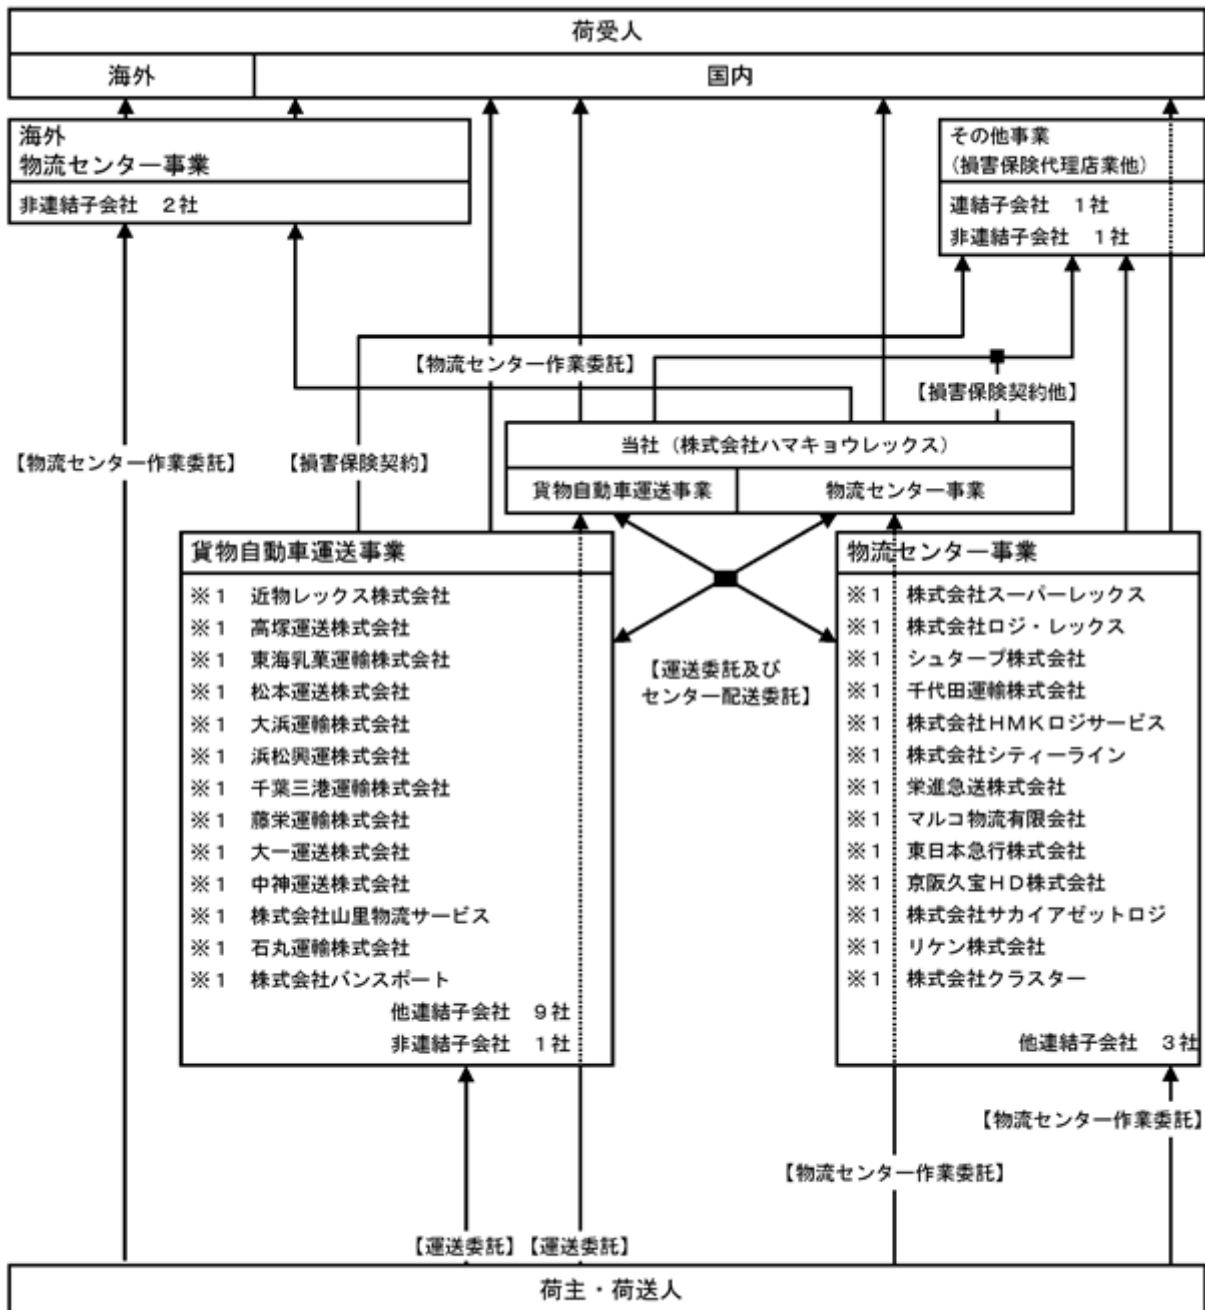 荷受人
海外
国内
海外
物流センター事業
非連結子会社　２社
その他事業
（損害保険代理店業他）
連結子会社　１社
非連結子会社　１社
【物流センター作業委託】
【損害保険契約他】
【物流センター作業委託】
【損害保険契約】
当社（株式会社ハマキョウレックス）
貨物自動車運送事業
物流センター事業
貨物自動車運送事業
※１　近物レックス株式会社
※１　高塚運送株式会社
※１　東海乳菓運輸株式会社
※１　松本運送株式会社
※１　大浜運輸株式会社
※１　浜松興運株式会社
※１　千葉三港運輸株式会社
※１　藤栄運輸株式会社
※１　大一運送株式会社
※１　中神運送株式会社
※１　株式会社山里物流サービス
※１　石丸運輸株式会社
※１　株式会社バンスポート
他連結子会社　９社
非連結子会社　１社
【運送委託及び
センター配送委託】
物流センター事業
※１　株式会社スーパーレックス
※１　株式会社ロジ・レックス
※１　シュタープ株式会社
※１　千代田運輸株式会社
※１　株式会社ＨＭＫロジサービス
※１　株式会社シティーライン
※１　栄進急送株式会社
※１　マルコ物流有限会社
※１　東日本急行株式会社
※１　京阪久宝ＨＤ株式会社
※１　株式会社サカイアゼットロジ
※１　リケン株式会社
※１　株式会社クラスター
他連結子会社　３社
【物流センター作業委託】
【物流センター作業委託】
【運送委託】
【運送委託】
荷主・荷送人